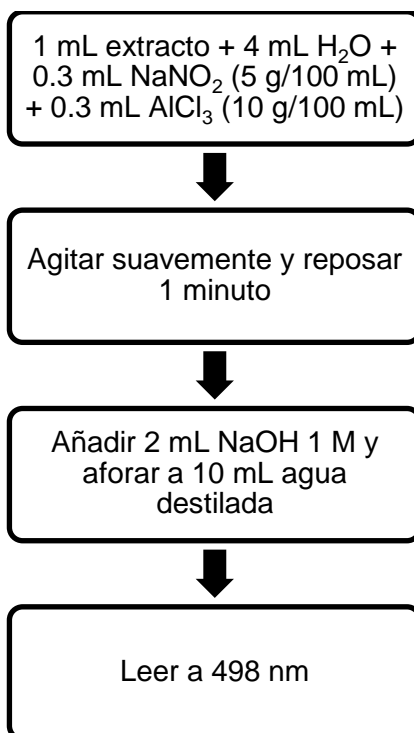 1 mL extracto + 4 mL H₂O +
0.3 mL NaNO₂ (5 g/100 mL)
+ 0.3 mL AlCl₃ (10 g/100 mL)
Agitar suavemente y reposar
1 minuto
Añadir 2 mL NaOH 1 M y
aforar a 10 mL agua
destilada
Leer a 498 nm